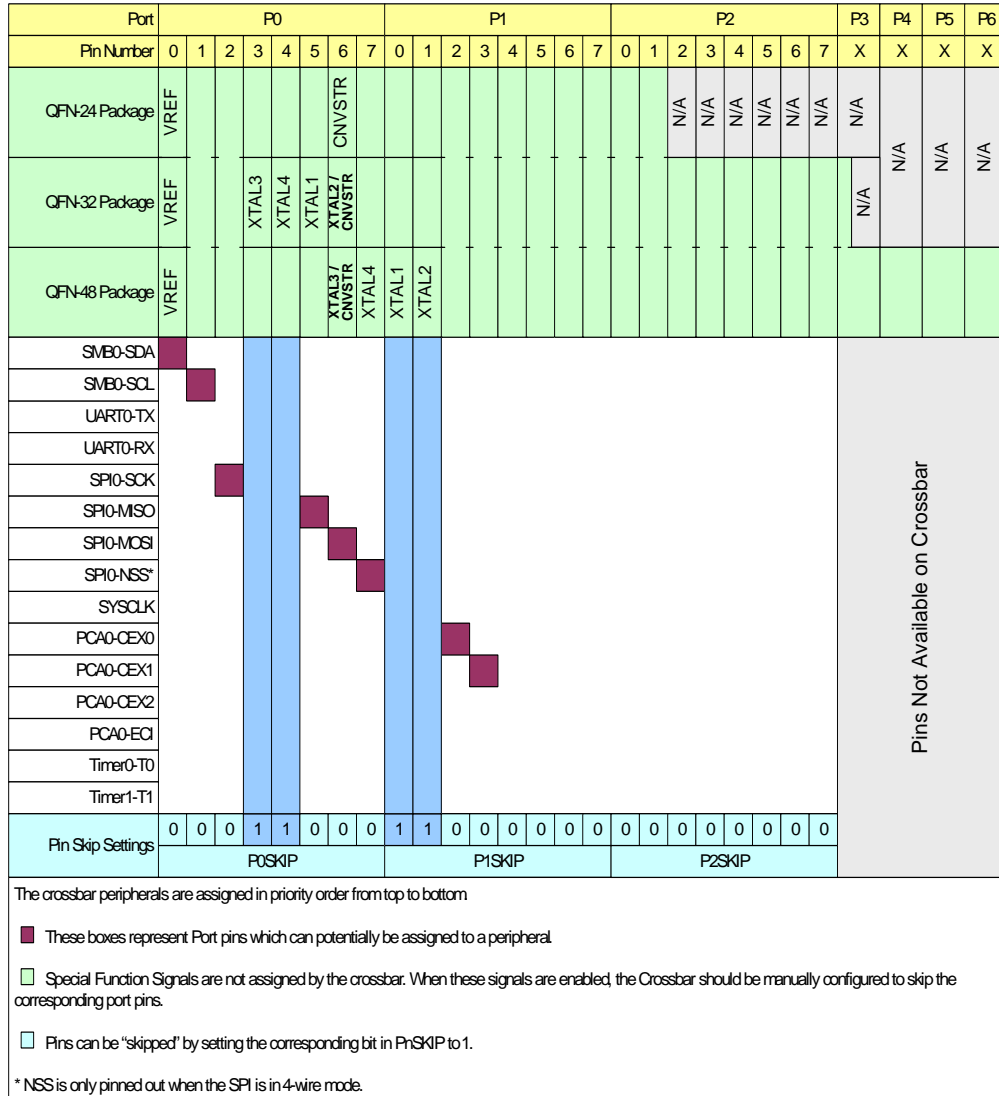 Port P0 P1 P2 P3 P4 P5 P6
Pin Number 0 1 2 3 4 5 6 7 0 1 2 3 4 5 6 7 0 1 2 3 4 5 6 7 X X X X
QFN-24 Package VREF CNVSTR N/A N/A N/A N/A N/A N/A N/A
N/A N/A N/A
QFN-32 Package VREF XTAL3 XTAL4 XTAL1 XTAL2 / CNVSTR N/A
QFN-48 Package VREF XTAL3 / CNVSTR XTAL4 XTAL1 XTAL2
SMB0-SDA
SMB0-SCL
UART0-TX
UART0-RX
SPI0-SCK
SPI0-MISO
SPI0-MOSI
SPI0-NSS*
SYSCLK
PCA0-CEX0
PCA0-CEX1
PCA0-CEX2
PCA0-ECI
Timer0-T0
Timer1-T1
Pins Not Available on Crossbar
Pin Skip Settings 0 0 0 1 1 0 0 0 1 1 0 0 0 0 0 0 0 0 0 0 0 0 0 0
P0SKIP P1SKIP P2SKIP
The crossbar peripherals are assigned in priority order from top to bottom.
These boxes represent Port pins which can potentially be assigned to a peripheral.
Special Function Signals are not assigned by the crossbar. When these signals are enabled, the Crossbar should be manually configured to skip the
corresponding port pins.
Pins can be “skipped” by setting the corresponding bit in PnSKIP to 1.
* NSS is only pinned out when the SPI is in 4-wire mode.